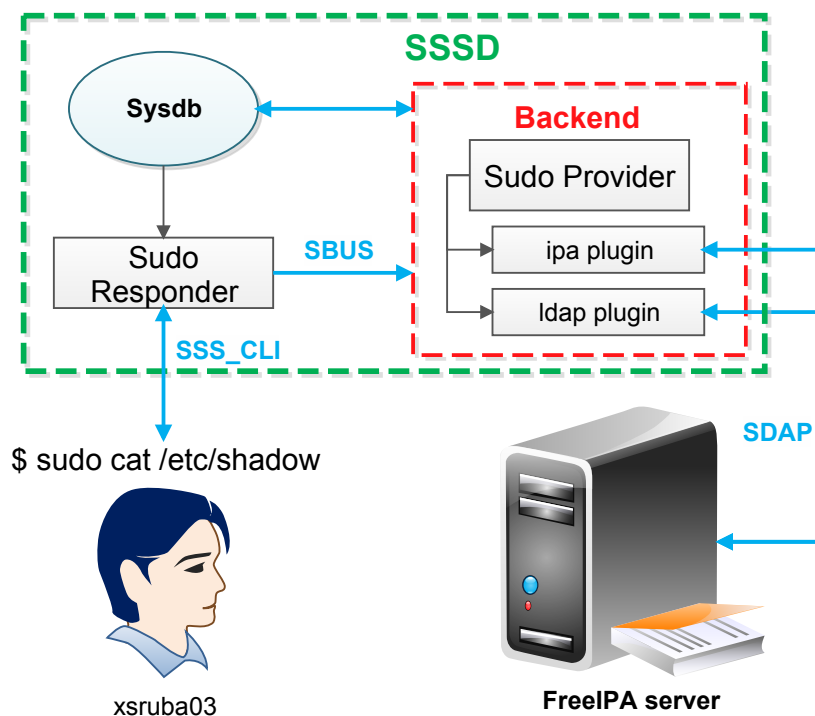 SSSD
Sysdb
Backend
Sudo Provider
SBUS
ipa plugin
Sudo
Responder
ldap plugin
SSS_CLI
$ sudo cat /etc/shadow
SDAP
xsruba03
FreeIPA server